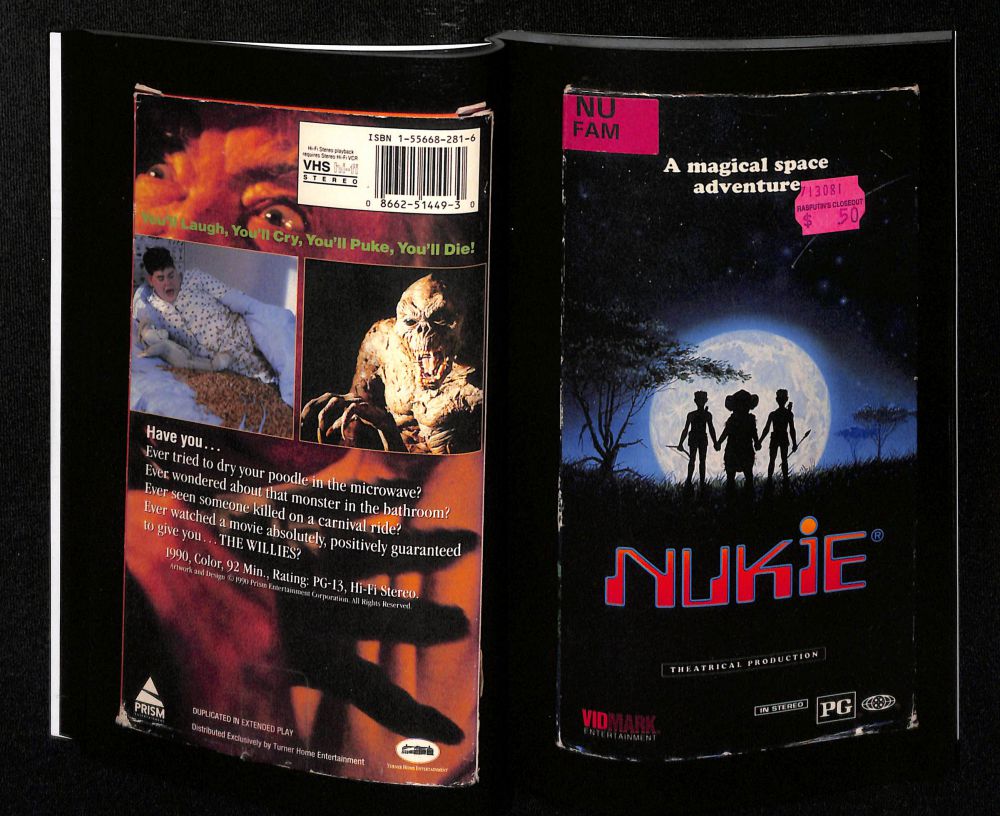 ISBN 1-55668-281-6
Hi-Fi Stereo playback
requires Stereo Hi-Fi VCR
VHS hi-fi
STEREO
0 8662-51449-3 0
You'll Laugh, You'll Cry, You'll Puke, You'll Die!
Have you...
Ever tried to dry your poodle in the microwave?
Ever wondered about that monster in the bathroom?
Ever seen someone killed on a carnival ride?
Ever watched a movie absolutely, positively guaranteed
to give you...THE WILLIES?
1990, Color, 92 Min., Rating: PG-13, Hi-Fi Stereo.
Artwork and Design © 1990 Prism Entertainment Corporation. All Rights Reserved.
PRISM
DUPLICATED IN EXTENDED PLAY
Distributed Exclusively by Turner Home Entertainment
TURNER HOME ENTERTAINMENT
NU
FAM
A magical space
adventure
713081
RASPUTIN'S CLOSEOUT
$ 50
NUKiE®
THEATRICAL PRODUCTION
IN STEREO
PG
VIDMARK
ENTERTAINMENT